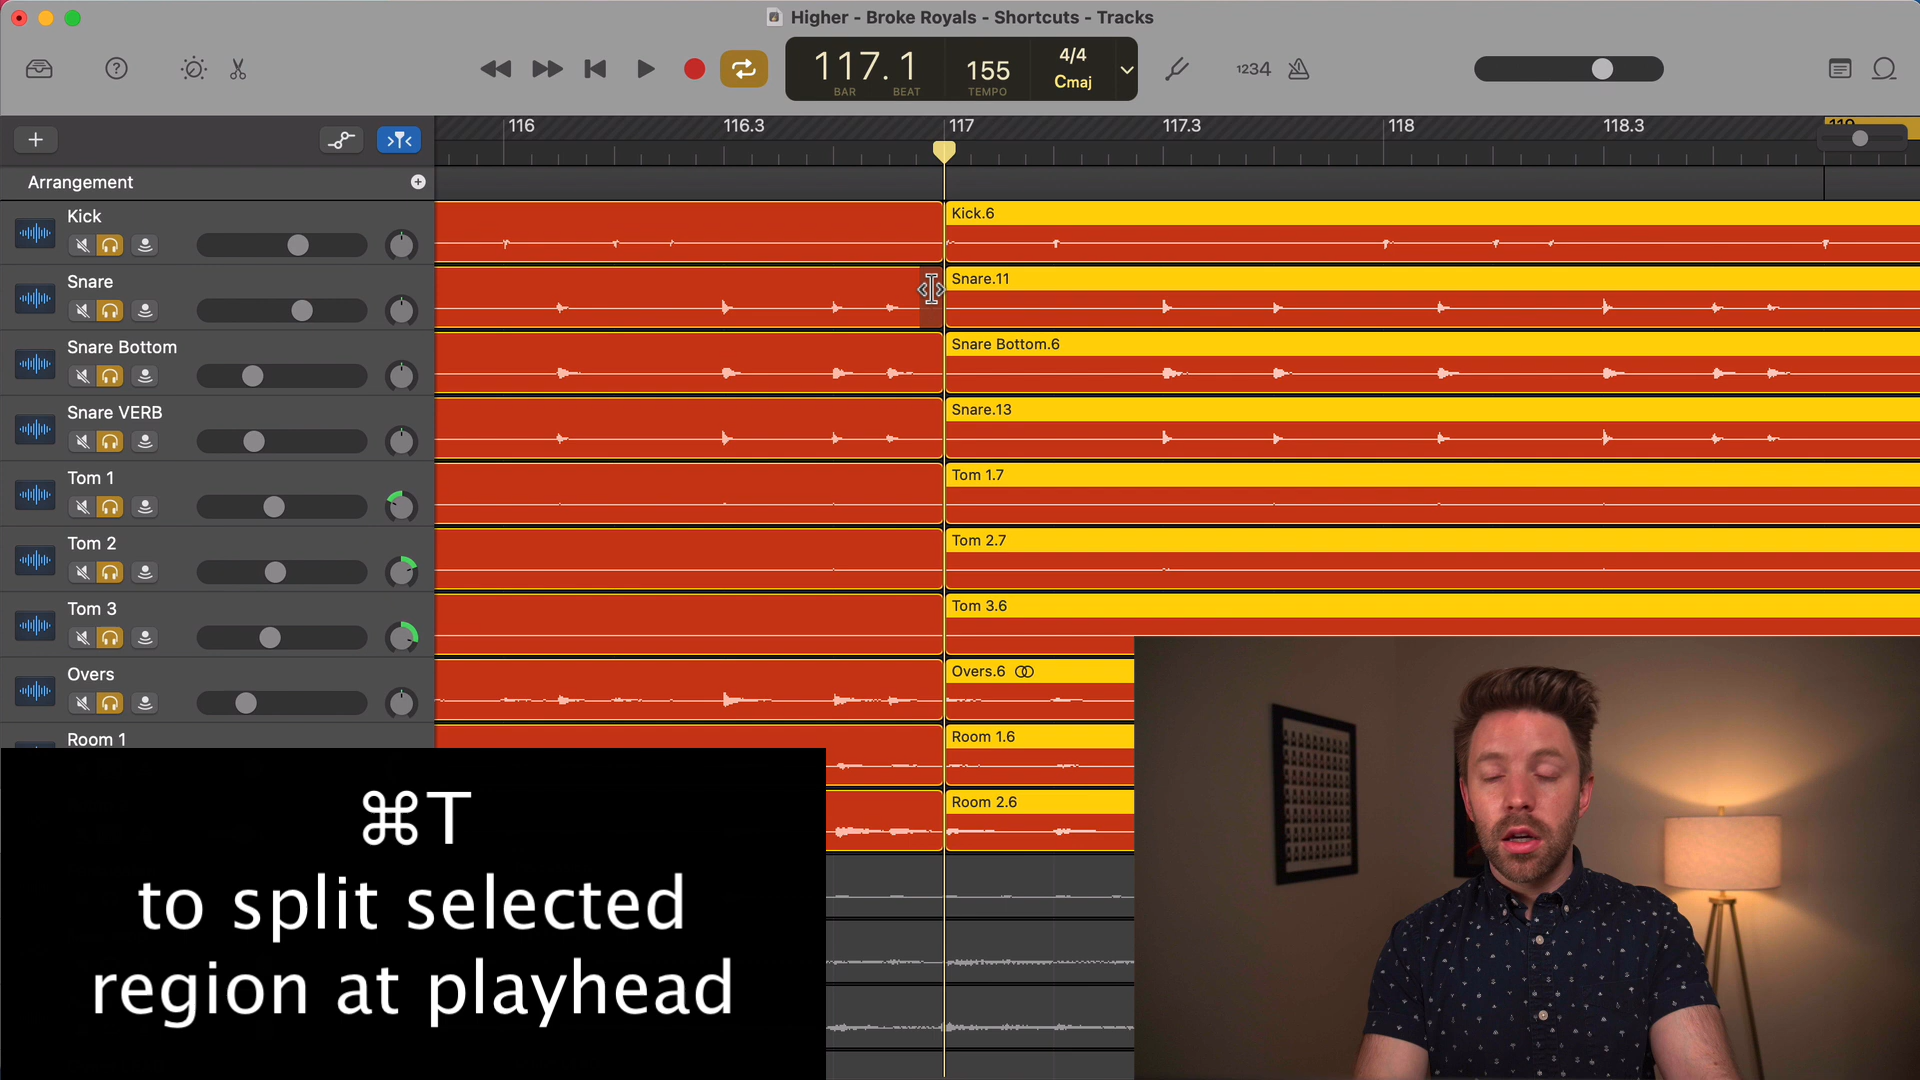 Higher - Broke Royals - Shortcuts - Tracks
117.1
BAR BEAT
155
TEMPO
4/4
Cmaj
1234
116 116.3 117 117.3 118 118.3
Arrangement
Kick
Kick.6
Snare
Snare.11
Snare Bottom
Snare Bottom.6
Snare VERB
Snare.13
Tom 1
Tom 1.7
Tom 2
Tom 2.7
Tom 3
Tom 3.6
Overs
Overs.6
Room 1
Room 1.6
Room 2.6
⌘T
to split selected
region at playhead